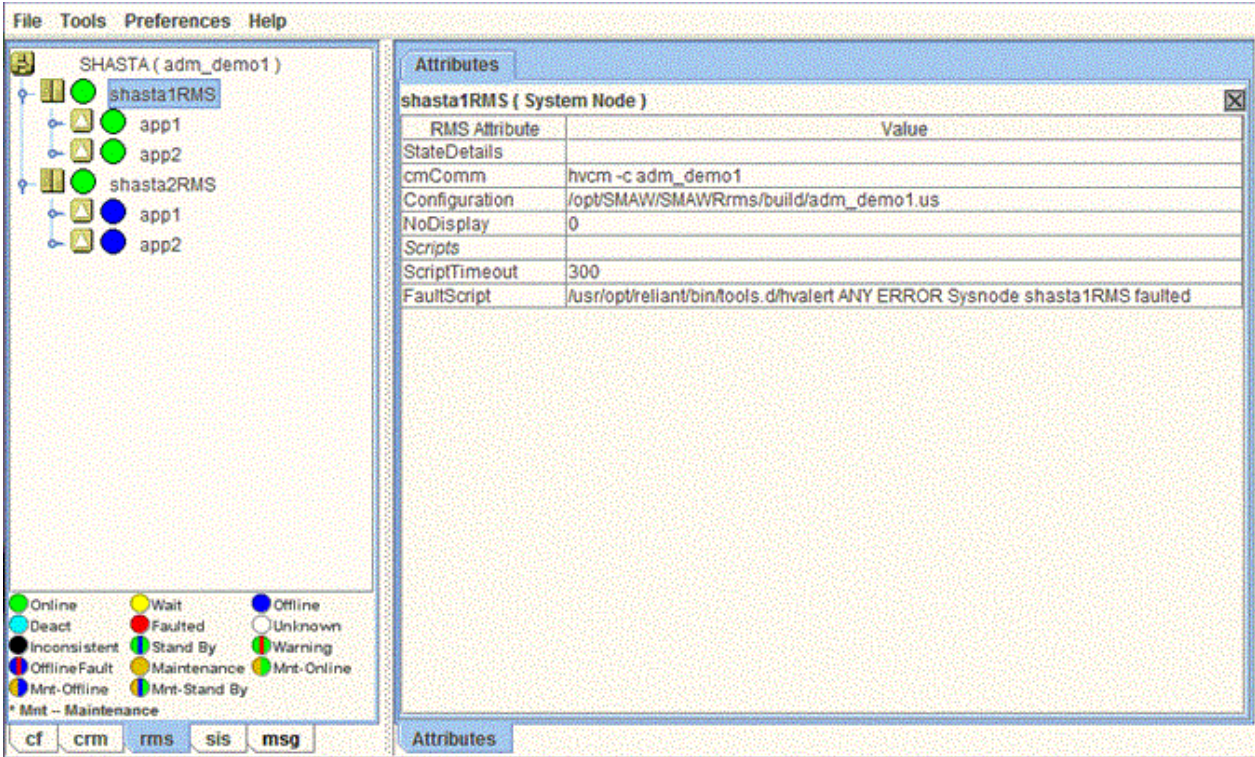 File Tools Preferences Help
SHASTA ( adm_demo1 )
shasta1RMS
app1
app2
shasta2RMS
app1
app2
Online Wait Offline
Deact Faulted Unknown
Inconsistent Stand By Warning
OfflineFault Maintenance Mnt-Online
Mnt-Offline Mnt-Stand By
* Mnt -- Maintenance
cf crm rms sis msg
Attributes
shasta1RMS ( System Node )
RMS Attribute Value
StateDetails
cmComm hvcm -c adm_demo1
Configuration /opt/SMAW/SMAWRrms/build/adm_demo1.us
NoDisplay 0
Scripts
ScriptTimeout 300
FaultScript /usr/opt/reliant/bin/tools.d/hvalert ANY ERROR Sysnode shasta1RMS faulted
Attributes